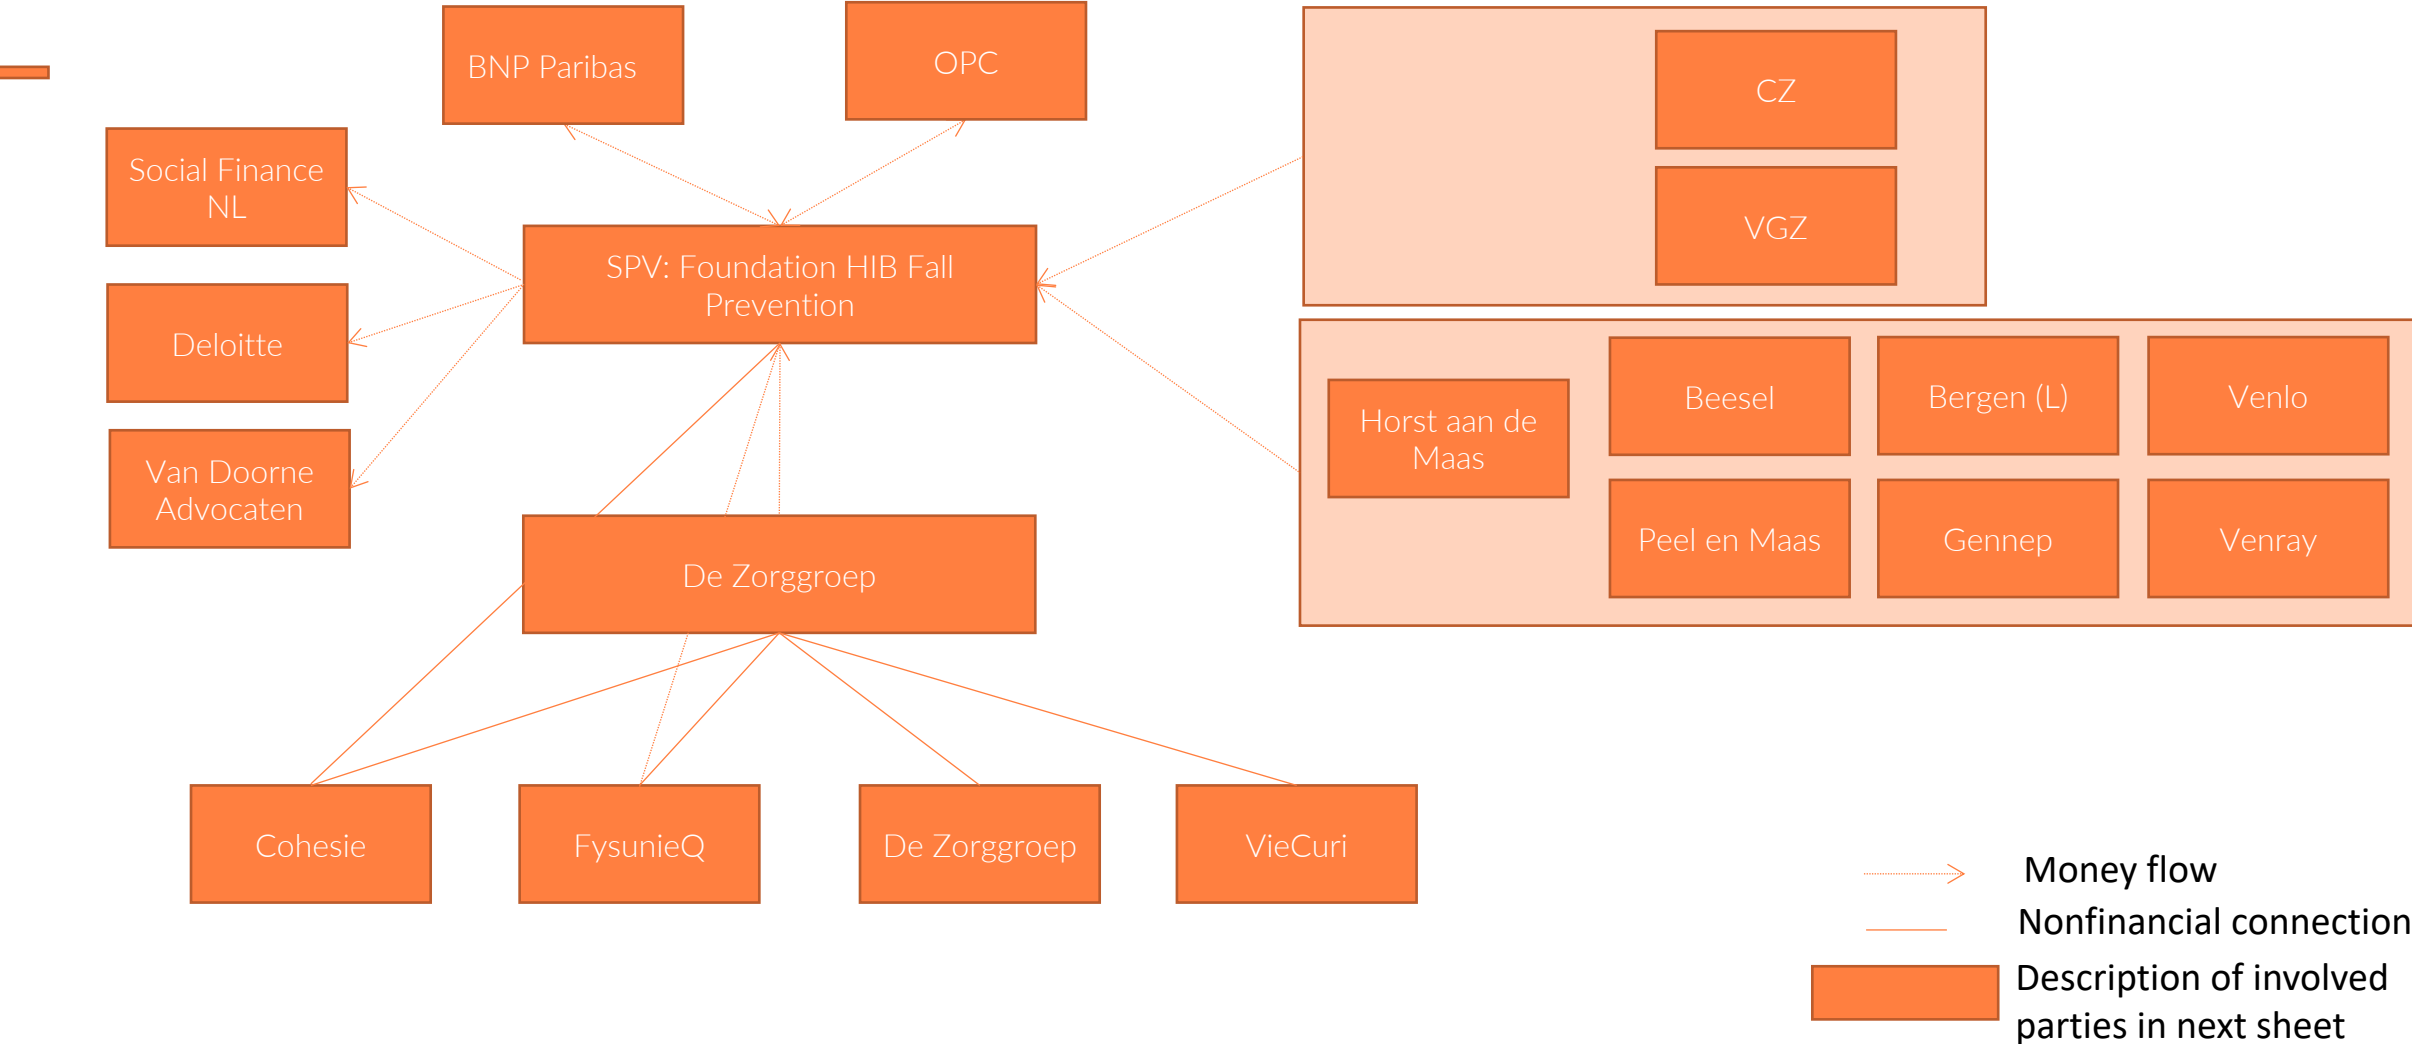 BNP Paribas
OPC
CZ
Social Finance
NL
VGZ
SPV: Foundation HIB Fall
Prevention
Deloitte
Horst aan de
Maas
Beesel
Bergen (L)
Venlo
Van Doorne
Advocaten
Peel en Maas
Gennep
Venray
De Zorggroep
Cohesie
FysunieQ
De Zorggroep
VieCuri
Money flow
Nonfinancial connection
Description of involved
parties in next sheet